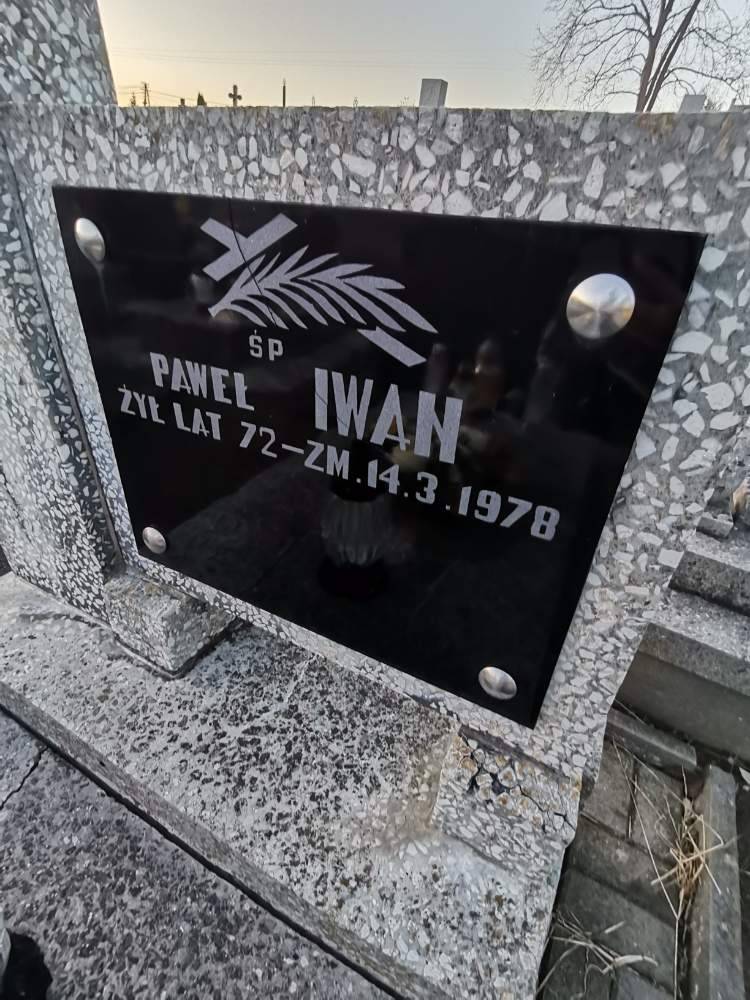 ŚP
PAWEŁ IWAN
ŻYŁ LAT 72-ZM.14.3.1978